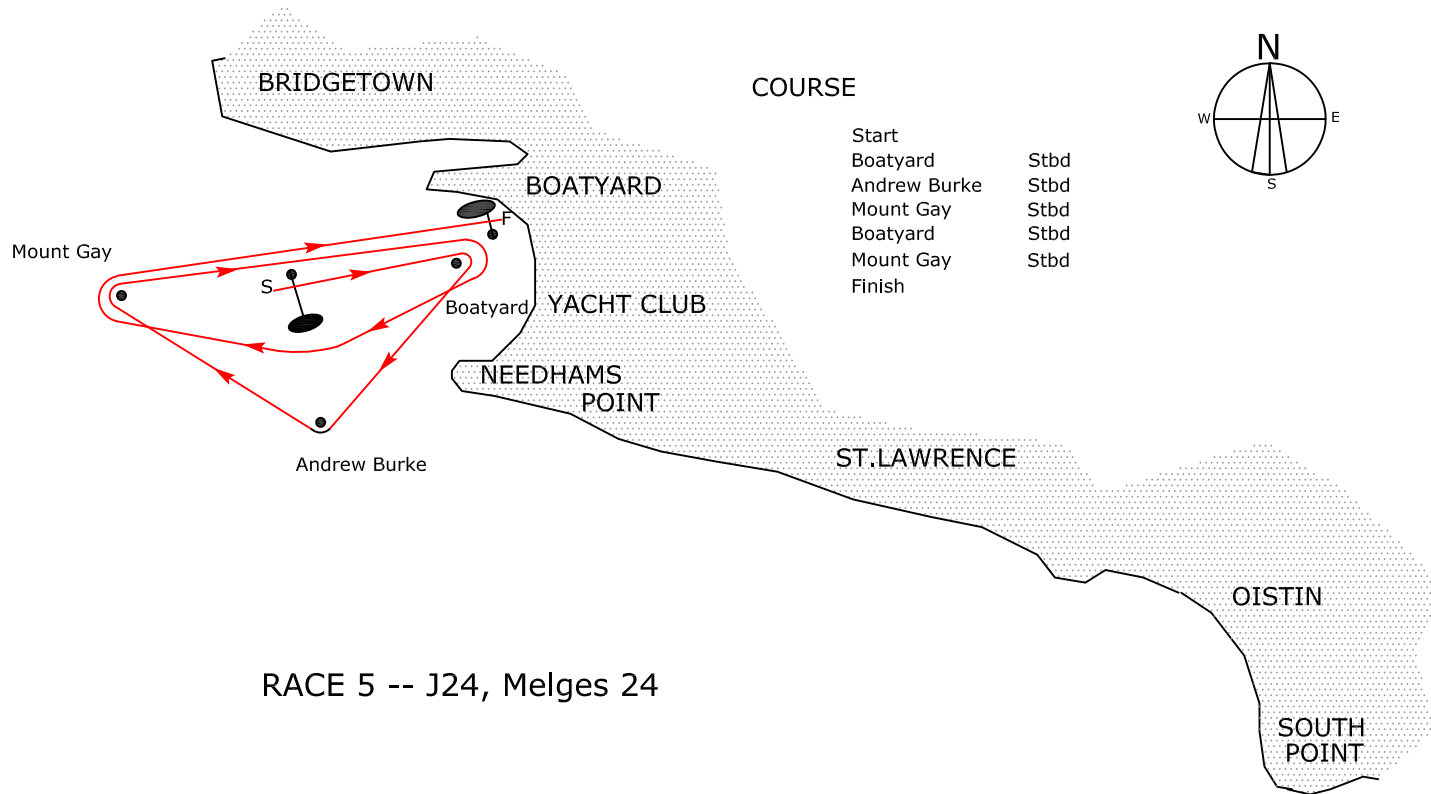 N
W
E
S
BRIDGETOWN
COURSE
Start
Boatyard Stbd
Andrew Burke Stbd
Mount Gay Stbd
Boatyard Stbd
Mount Gay Stbd
Finish
BOATYARD
F
Mount Gay
S
Boatyard
YACHT CLUB
NEEDHAMS
POINT
Andrew Burke
ST.LAWRENCE
OISTIN
RACE 5 -- J24, Melges 24
SOUTH
POINT